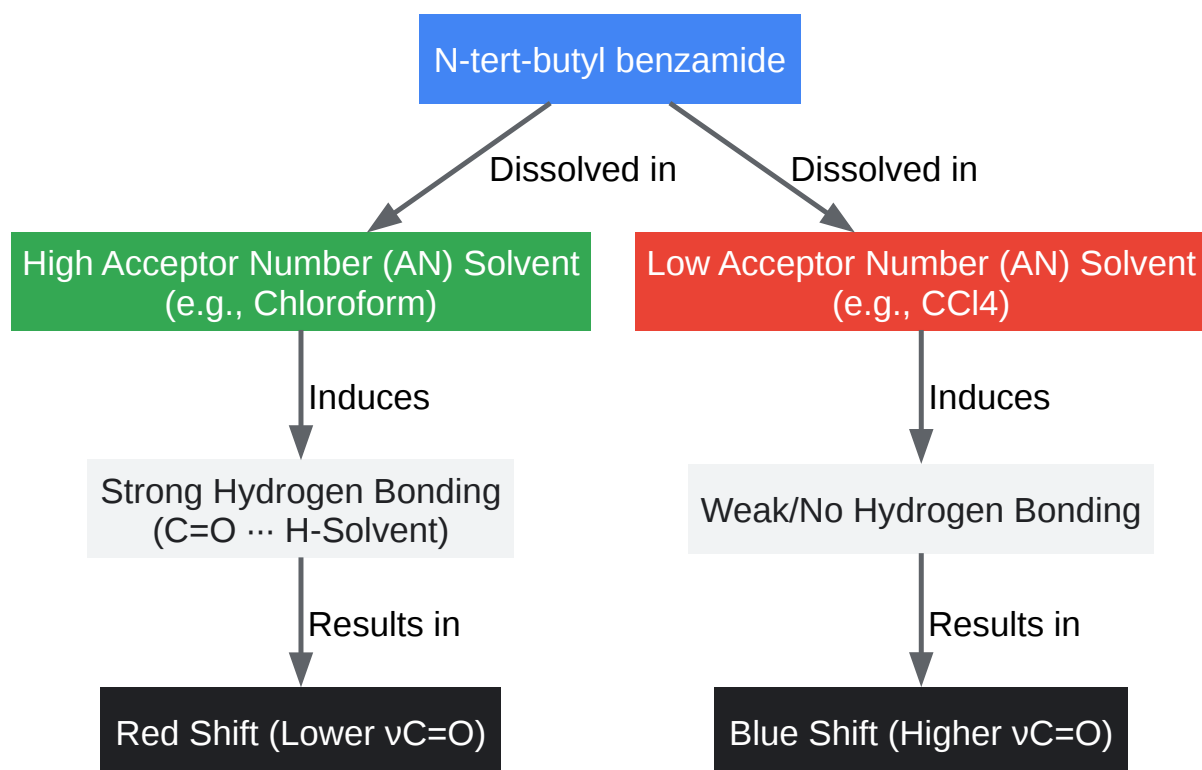 N-tert-butyl benzamide
Dissolved in
Dissolved in
High Acceptor Number (AN) Solvent
(e.g., Chloroform)
Low Acceptor Number (AN) Solvent
(e.g., CCl4)
Induces
Induces
Strong Hydrogen Bonding
(C=O ··· H-Solvent)
Weak/No Hydrogen Bonding
Results in
Results in
Red Shift (Lower νC=O)
Blue Shift (Higher νC=O)